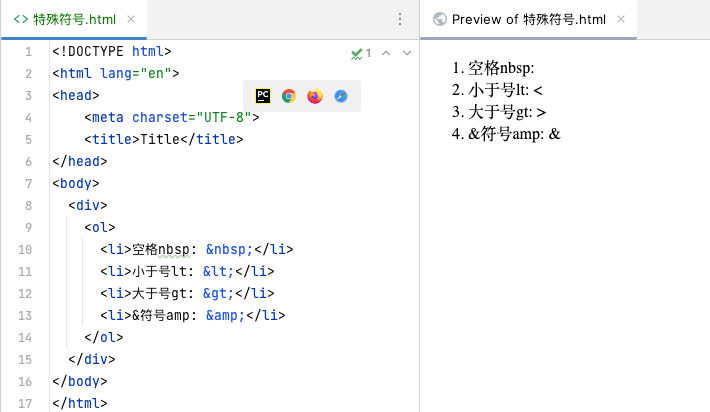 <> 特殊符号.html ×
Preview of 特殊符号.html ×
1
PC
1 <!DOCTYPE html>
2 <html lang="en">
3 <head>
4 <meta charset="UTF-8">
5 <title>Title</title>
6 </head>
7 <body>
8 <div>
9 <ol>
10 <li>空格nbsp: &nbsp;</li>
11 <li>小于号lt: &lt;</li>
12 <li>大于号gt: &gt;</li>
13 <li>&符号amp: &amp;</li>
14 </ol>
15 </div>
16 </body>
17 </html>
1. 空格nbsp:
2. 小于号lt: <
3. 大于号gt: >
4. &符号amp: &